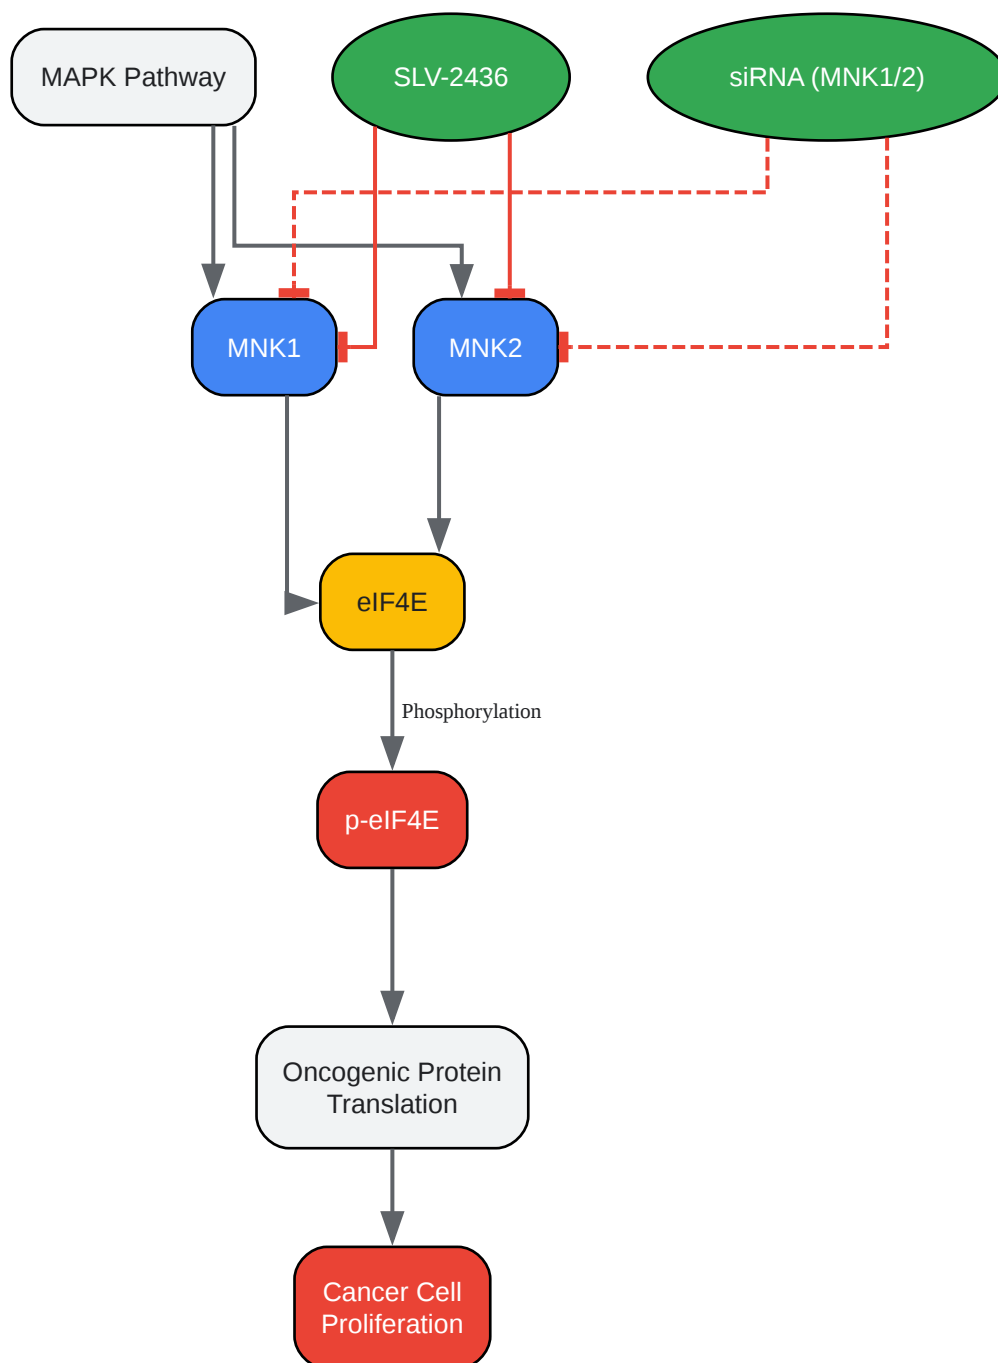 MAPK Pathway
SLV-2436
siRNA (MNK1/2)
MNK1
MNK2
eIF4E
Phosphorylation
p-eIF4E
Oncogenic Protein
Translation
Cancer Cell
Proliferation